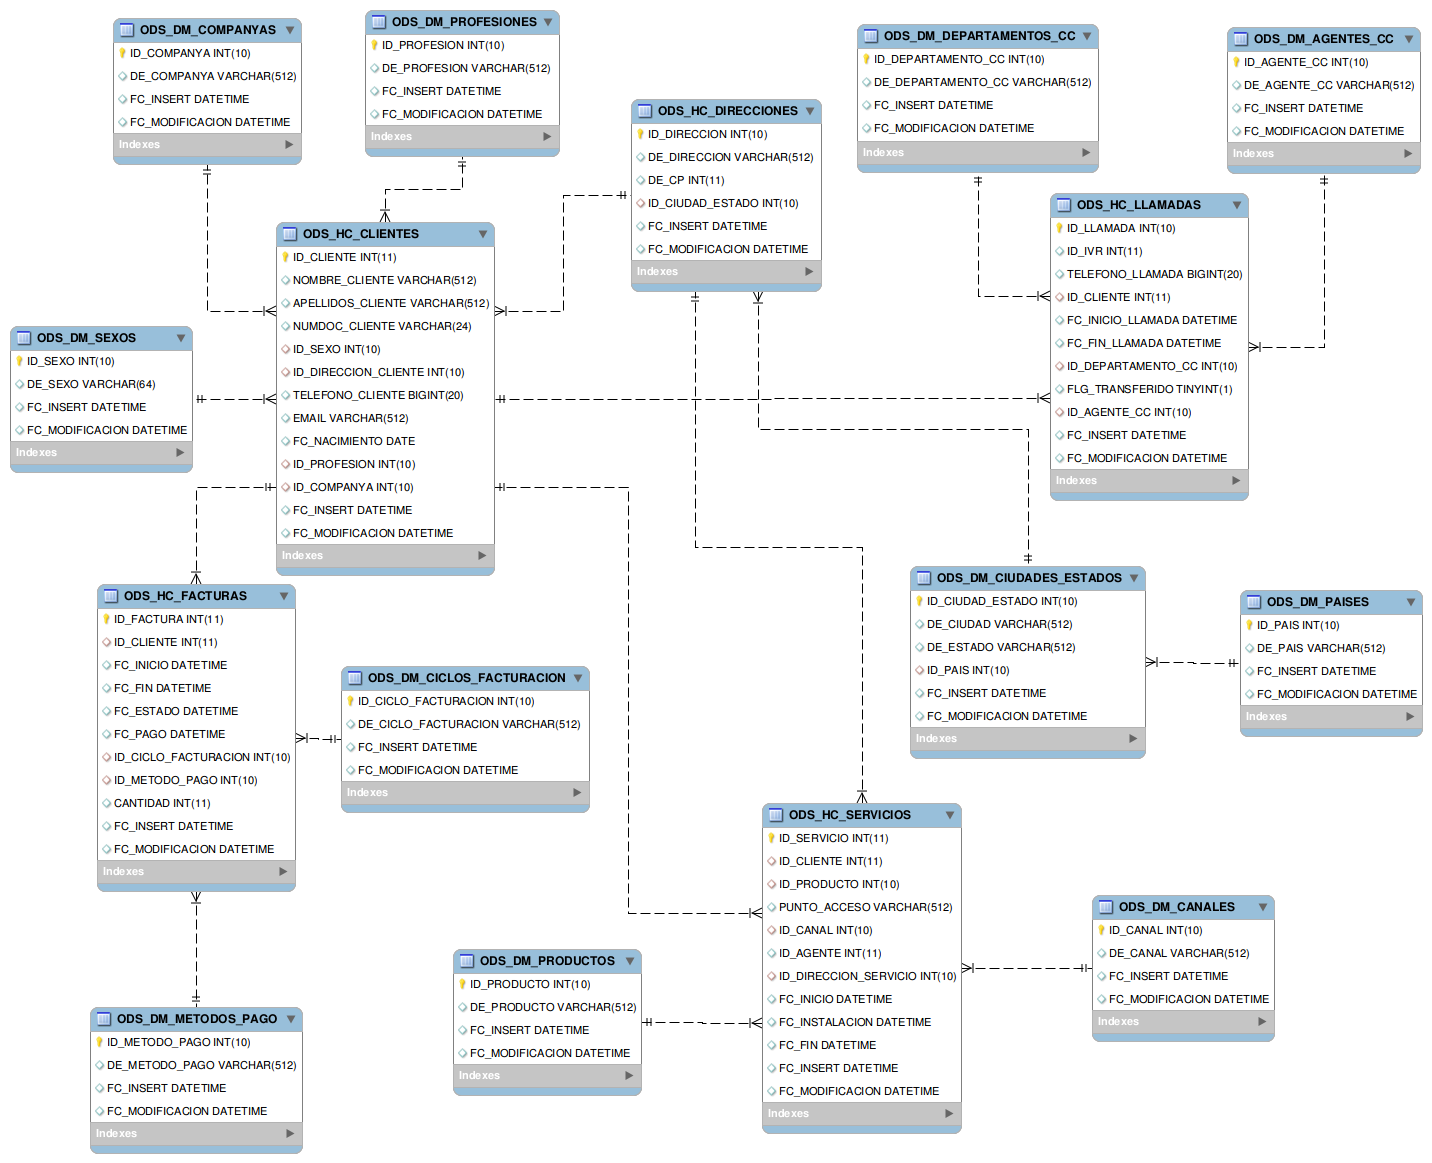 ODS_DM_COMPANYAS
ID_COMPANYA INT(10)
DE_COMPANYA VARCHAR(512)
FC_INSERT DATETIME
FC_MODIFICACION DATETIME
Indexes
ODS_DM_PROFESIONES
ID_PROFESION INT(10)
DE_PROFESION VARCHAR(512)
FC_INSERT DATETIME
FC_MODIFICACION DATETIME
Indexes
ODS_HC_DIRECCIONES
ID_DIRECCION INT(10)
DE_DIRECCION VARCHAR(512)
DE_CP INT(11)
ID_CIUDAD_ESTADO INT(10)
FC_INSERT DATETIME
FC_MODIFICACION DATETIME
Indexes
ODS_DM_DEPARTAMENTOS_CC
ID_DEPARTAMENTO_CC INT(10)
DE_DEPARTAMENTO_CC VARCHAR(512)
FC_INSERT DATETIME
FC_MODIFICACION DATETIME
Indexes
ODS_DM_AGENTES_CC
ID_AGENTE_CC INT(10)
DE_AGENTE_CC VARCHAR(512)
FC_INSERT DATETIME
FC_MODIFICACION DATETIME
Indexes
ODS_HC_CLIENTES
ID_CLIENTE INT(11)
NOMBRE_CLIENTE VARCHAR(512)
APELLIDOS_CLIENTE VARCHAR(512)
NUMDOC_CLIENTE VARCHAR(24)
ID_SEXO INT(10)
ID_DIRECCION_CLIENTE INT(10)
TELEFONO_CLIENTE BIGINT(20)
EMAIL VARCHAR(512)
FC_NACIMIENTO DATE
ID_PROFESION INT(10)
ID_COMPANYA INT(10)
FC_INSERT DATETIME
FC_MODIFICACION DATETIME
Indexes
ODS_HC_LLAMADAS
ID_LLAMADA INT(10)
ID_IVR INT(11)
TELEFONO_LLAMADA BIGINT(20)
ID_CLIENTE INT(11)
FC_INICIO_LLAMADA DATETIME
FC_FIN_LLAMADA DATETIME
ID_DEPARTAMENTO_CC INT(10)
FLG_TRANSFERIDO TINYINT(1)
ID_AGENTE_CC INT(10)
FC_INSERT DATETIME
FC_MODIFICACION DATETIME
Indexes
ODS_DM_SEXOS
ID_SEXO INT(10)
DE_SEXO VARCHAR(64)
FC_INSERT DATETIME
FC_MODIFICACION DATETIME
Indexes
ODS_HC_FACTURAS
ID_FACTURA INT(11)
ID_CLIENTE INT(11)
FC_INICIO DATETIME
FC_FIN DATETIME
FC_ESTADO DATETIME
FC_PAGO DATETIME
ID_CICLO_FACTURACION INT(10)
ID_METODO_PAGO INT(10)
CANTIDAD INT(11)
FC_INSERT DATETIME
FC_MODIFICACION DATETIME
Indexes
ODS_DM_CICLOS_FACTURACION
ID_CICLO_FACTURACION INT(10)
DE_CICLO_FACTURACION VARCHAR(512)
FC_INSERT DATETIME
FC_MODIFICACION DATETIME
Indexes
ODS_DM_CIUDADES_ESTADOS
ID_CIUDAD_ESTADO INT(10)
DE_CIUDAD VARCHAR(512)
DE_ESTADO VARCHAR(512)
ID_PAIS INT(10)
FC_INSERT DATETIME
FC_MODIFICACION DATETIME
Indexes
ODS_DM_PAISES
ID_PAIS INT(10)
DE_PAIS VARCHAR(512)
FC_INSERT DATETIME
FC_MODIFICACION DATETIME
Indexes
ODS_HC_SERVICIOS
ID_SERVICIO INT(11)
ID_CLIENTE INT(11)
ID_PRODUCTO INT(10)
PUNTO_ACCESO VARCHAR(512)
ID_CANAL INT(10)
ID_AGENTE INT(11)
ID_DIRECCION_SERVICIO INT(10)
FC_INICIO DATETIME
FC_INSTALACION DATETIME
FC_FIN DATETIME
FC_INSERT DATETIME
FC_MODIFICACION DATETIME
Indexes
ODS_DM_CANALES
ID_CANAL INT(10)
DE_CANAL VARCHAR(512)
FC_INSERT DATETIME
FC_MODIFICACION DATETIME
Indexes
ODS_DM_PRODUCTOS
ID_PRODUCTO INT(10)
DE_PRODUCTO VARCHAR(512)
FC_INSERT DATETIME
FC_MODIFICACION DATETIME
Indexes
ODS_DM_METODOS_PAGO
ID_METODO_PAGO INT(10)
DE_METODO_PAGO VARCHAR(512)
FC_INSERT DATETIME
FC_MODIFICACION DATETIME
Indexes